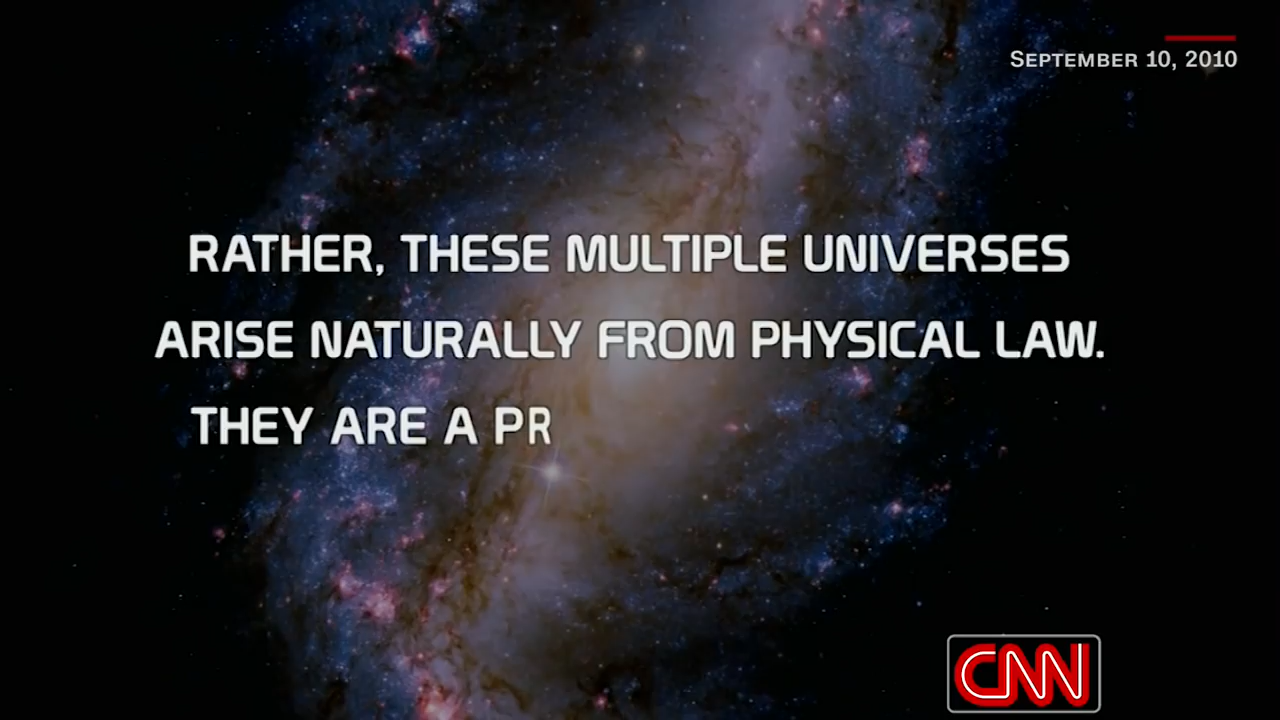 September 10, 2010
RATHER, THESE MULTIPLE UNIVERSES
ARISE NATURALLY FROM PHYSICAL LAW.
THEY ARE A PR
CNN